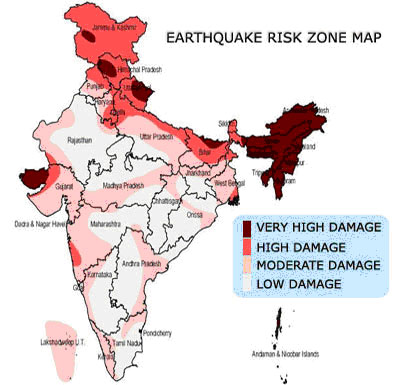 EARTHQUAKE RISK ZONE MAP
Jammu & Kashmir
Himachal Pradesh
Punjab
Haryana
Delhi
Rajasthan
Uttar Pradesh
Bihar
Sikkim
Gujarat
Madhya Pradesh
Jharkhand
West Bengal
Chhattisgarh
Orissa
Dadra & Nagar Haveli
Maharashtra
Andhra Pradesh
Karnataka
Goa
Pondicherry
Tamil Nadu
Kerala
Lakshadweep U.T.
Andaman & Nicobar Islands
VERY HIGH DAMAGE
HIGH DAMAGE
MODERATE DAMAGE
LOW DAMAGE